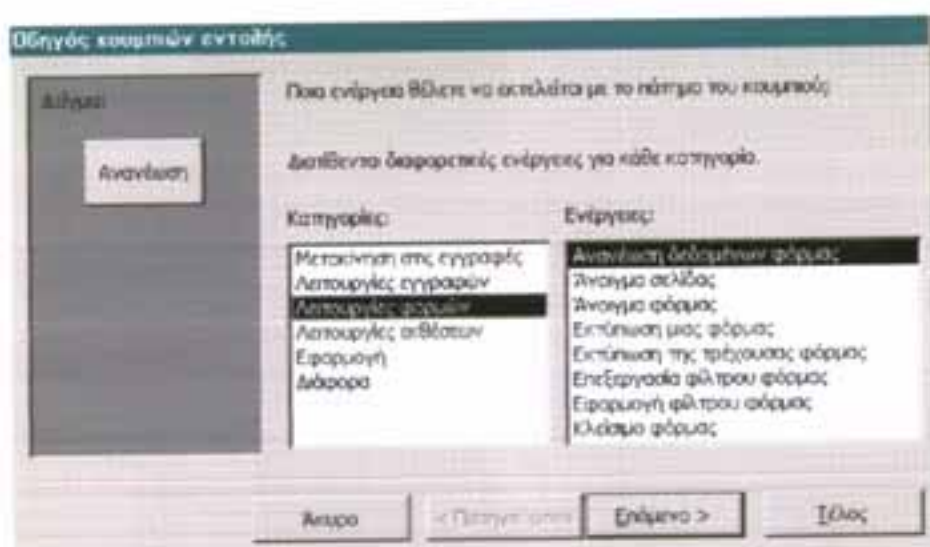 Οδηγός κουμπιών εντολής
Δείγμα:
Ανανέωση
Ποια ενέργεια θέλετε να εκτελείται με το πάτημα του κουμπιού;
Διατίθενται διαφορετικές ενέργειες για κάθε κατηγορία.
Κατηγορίες:
Μετακίνηση στις εγγραφές
Λειτουργίες εγγραφών
Λειτουργίες φορμών
Λειτουργίες εκθέσεων
Εφαρμογή
Διάφορα
Ενέργειες:
Ανανέωση δεδομένων φόρμας
Άνοιγμα σελίδας
Άνοιγμα φόρμας
Εκτύπωση μιας φόρμας
Εκτύπωση της τρέχουσας φόρμας
Επεξεργασία φίλτρου φόρμας
Εφαρμογή φίλτρου φόρμας
Κλείσιμο φόρμας
Άκυρο
<
Επόμενο >
Τέλος